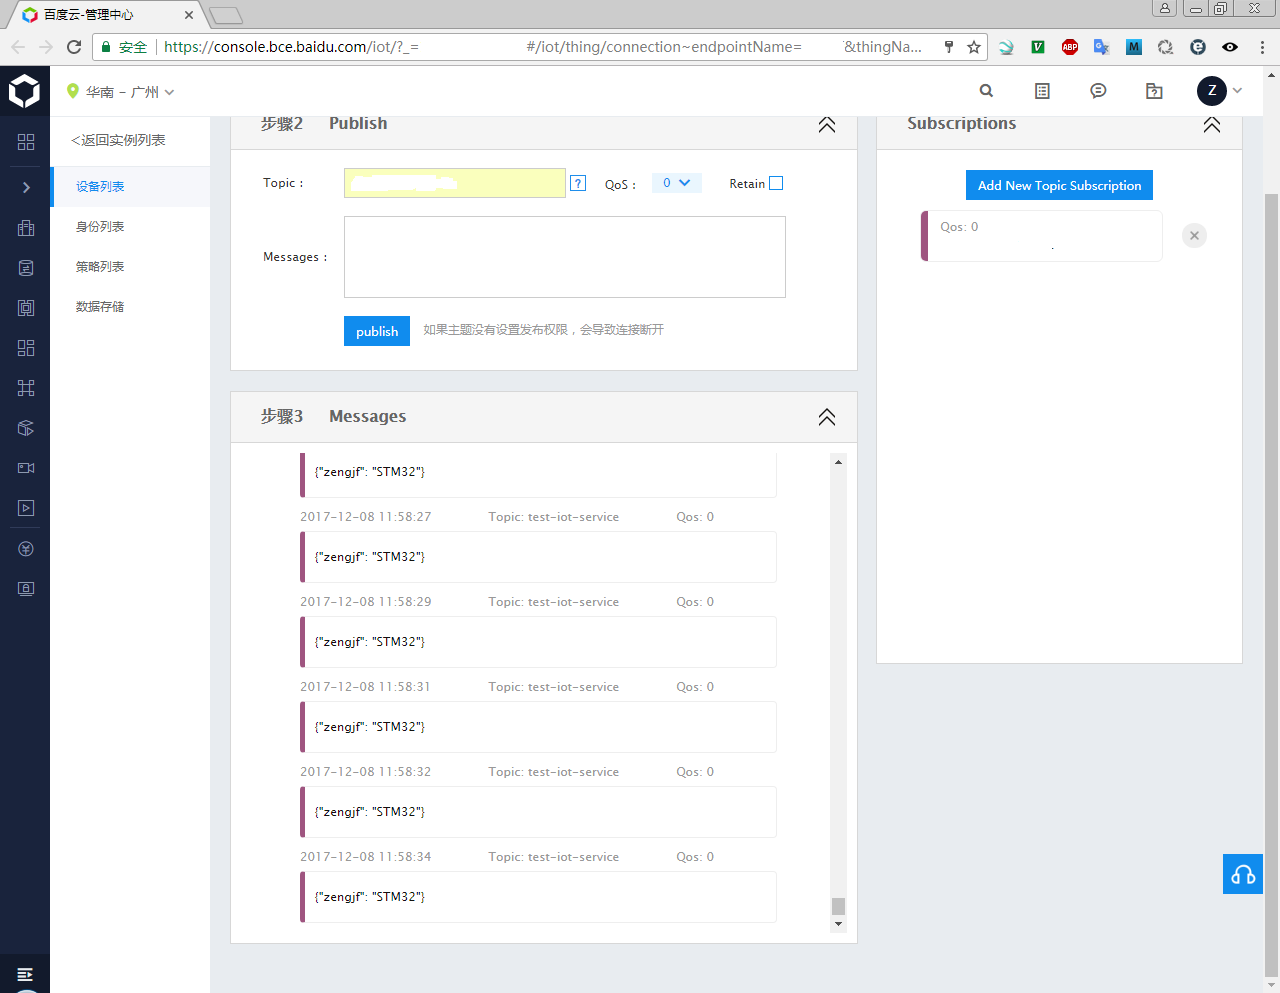 百度云-管理中心
安全 https://console.bce.baidu.com/iot/?_= #/iot/thing/connection~endpointName= &thingNa...
华南 - 广州
Z
<返回实例列表
设备列表
身份列表
策略列表
数据存储
步骤2 Publish
Topic :
?
QoS :
0
Retain
Messages :
publish
如果主题没有设置发布权限，会导致连接断开
Subscriptions
Add New Topic Subscription
Qos: 0
步骤3 Messages
{"zengjf": "STM32"}
2017-12-08 11:58:27 Topic: test-iot-service Qos: 0
{"zengjf": "STM32"}
2017-12-08 11:58:29 Topic: test-iot-service Qos: 0
{"zengjf": "STM32"}
2017-12-08 11:58:31 Topic: test-iot-service Qos: 0
{"zengjf": "STM32"}
2017-12-08 11:58:32 Topic: test-iot-service Qos: 0
{"zengjf": "STM32"}
2017-12-08 11:58:34 Topic: test-iot-service Qos: 0
{"zengjf": "STM32"}